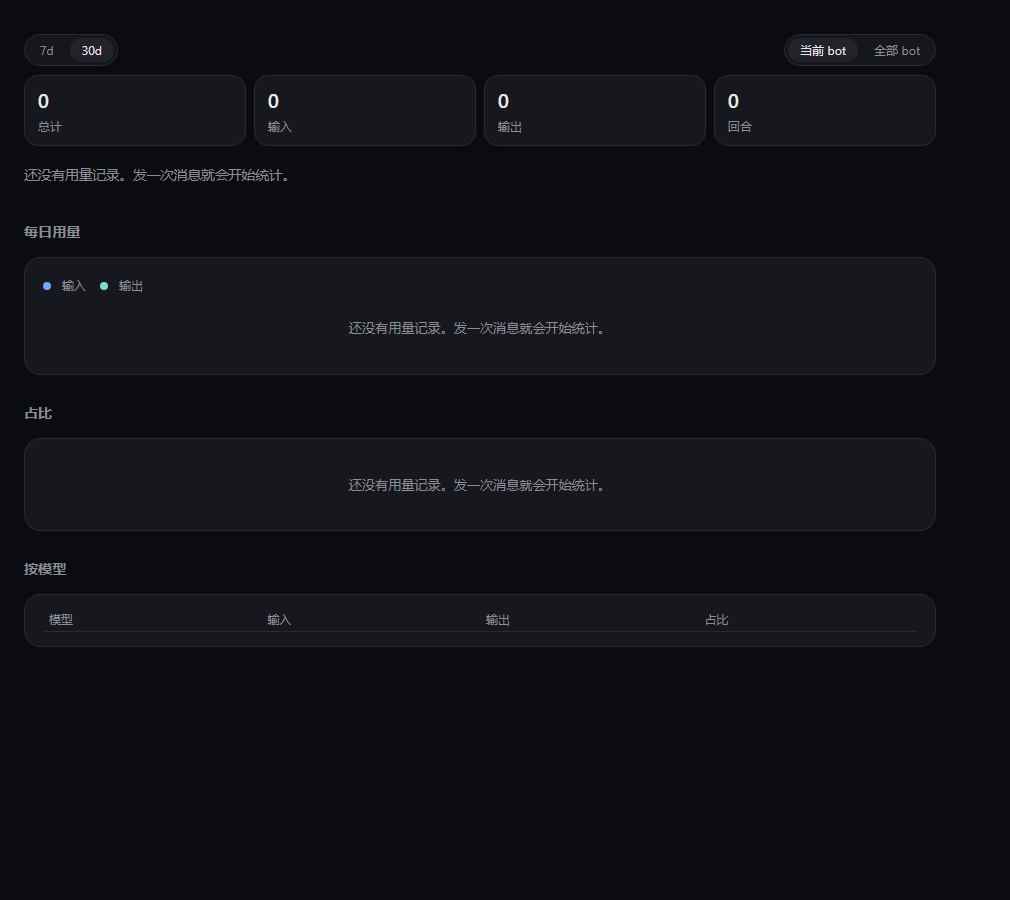 7d 30d 当前 bot 全部 bot
0 0 0 0
总计 输入 输出 回合
还没有用量记录。发一次消息就会开始统计。
每日用量
输入 输出
还没有用量记录。发一次消息就会开始统计。
占比
还没有用量记录。发一次消息就会开始统计。
按模型
模型 输入 输出 占比